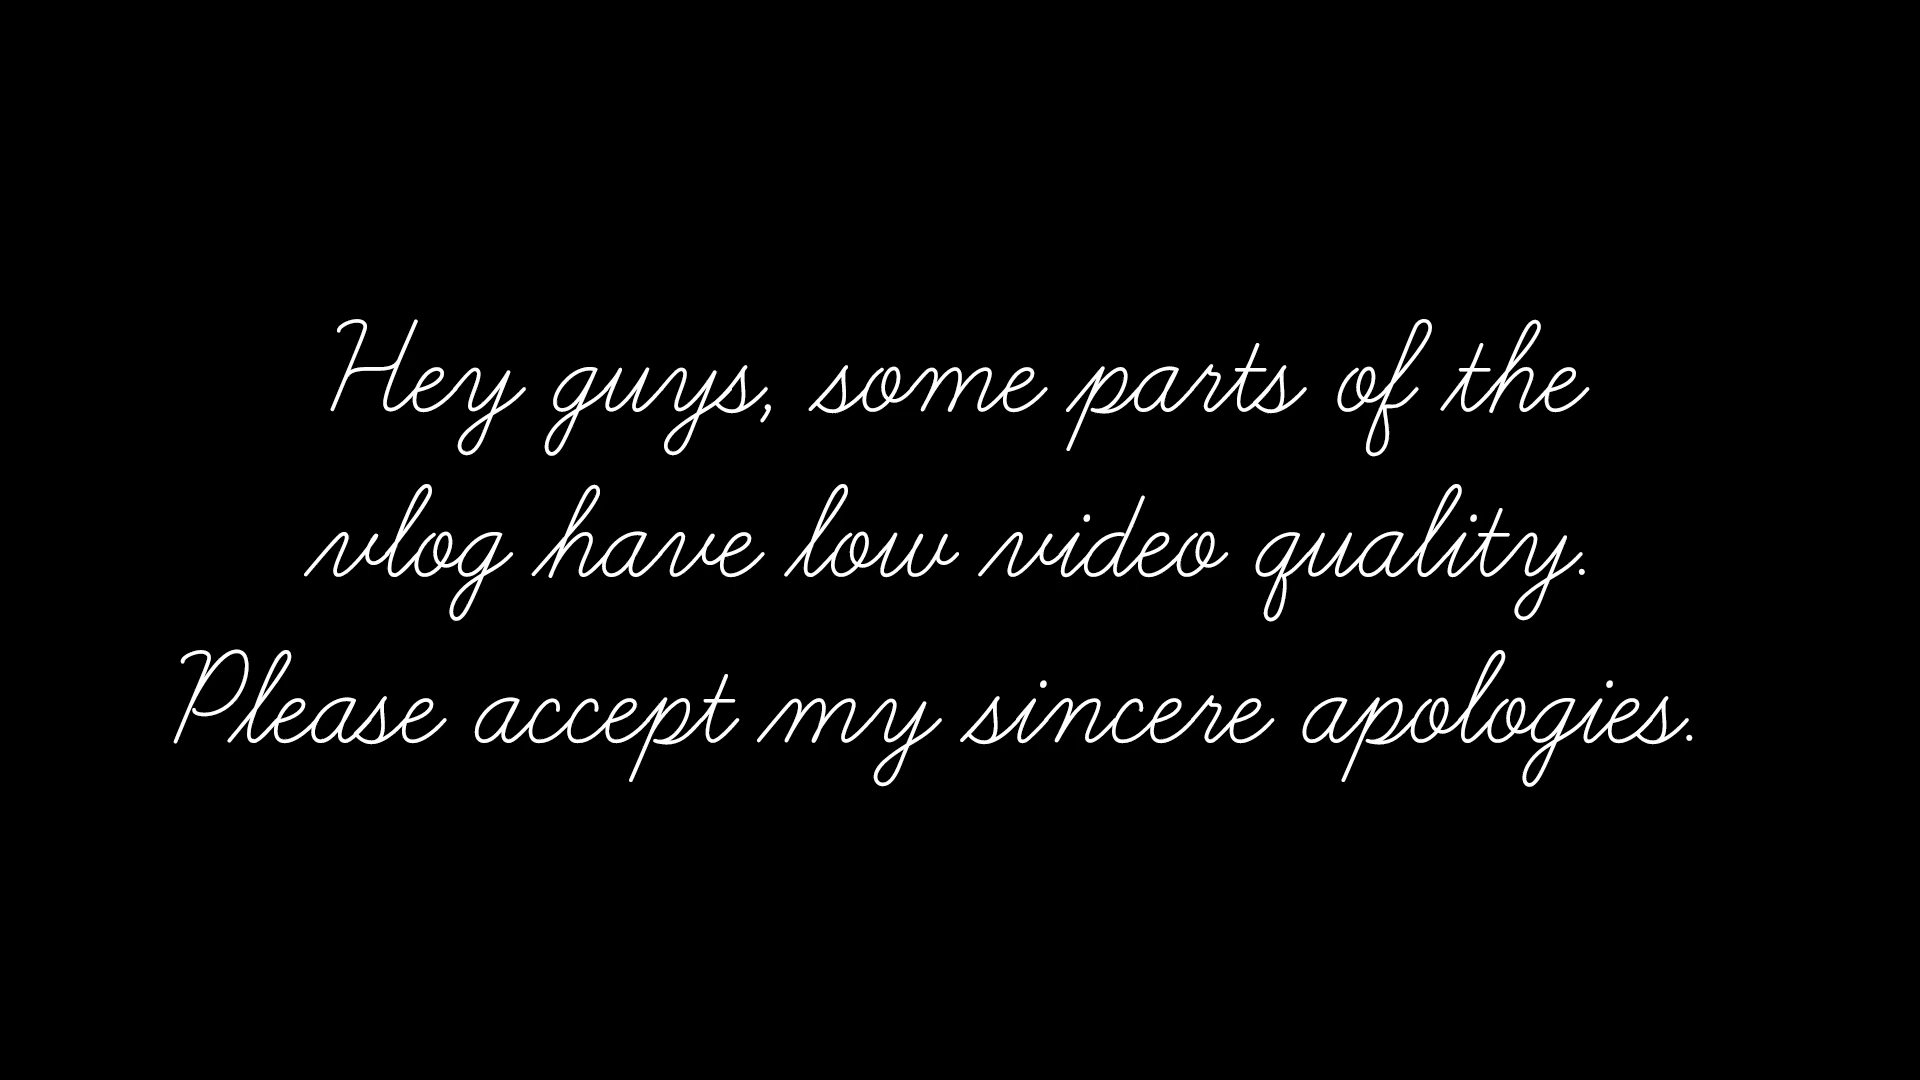 Hey guys, some parts of the
vlog have low video quality.
Please accept my sincere apologies.